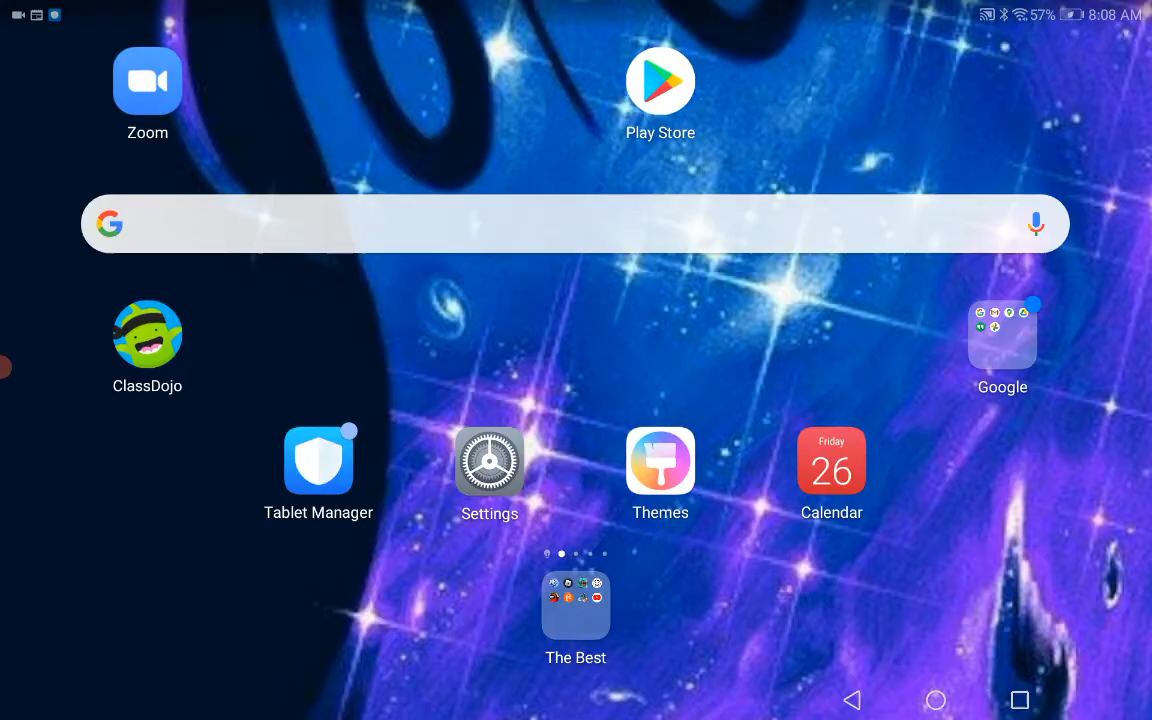 57% 8:08 AM
Zoom
Play Store
ClassDojo
Google
Friday
26
Tablet Manager
Settings
Themes
Calendar
The Best